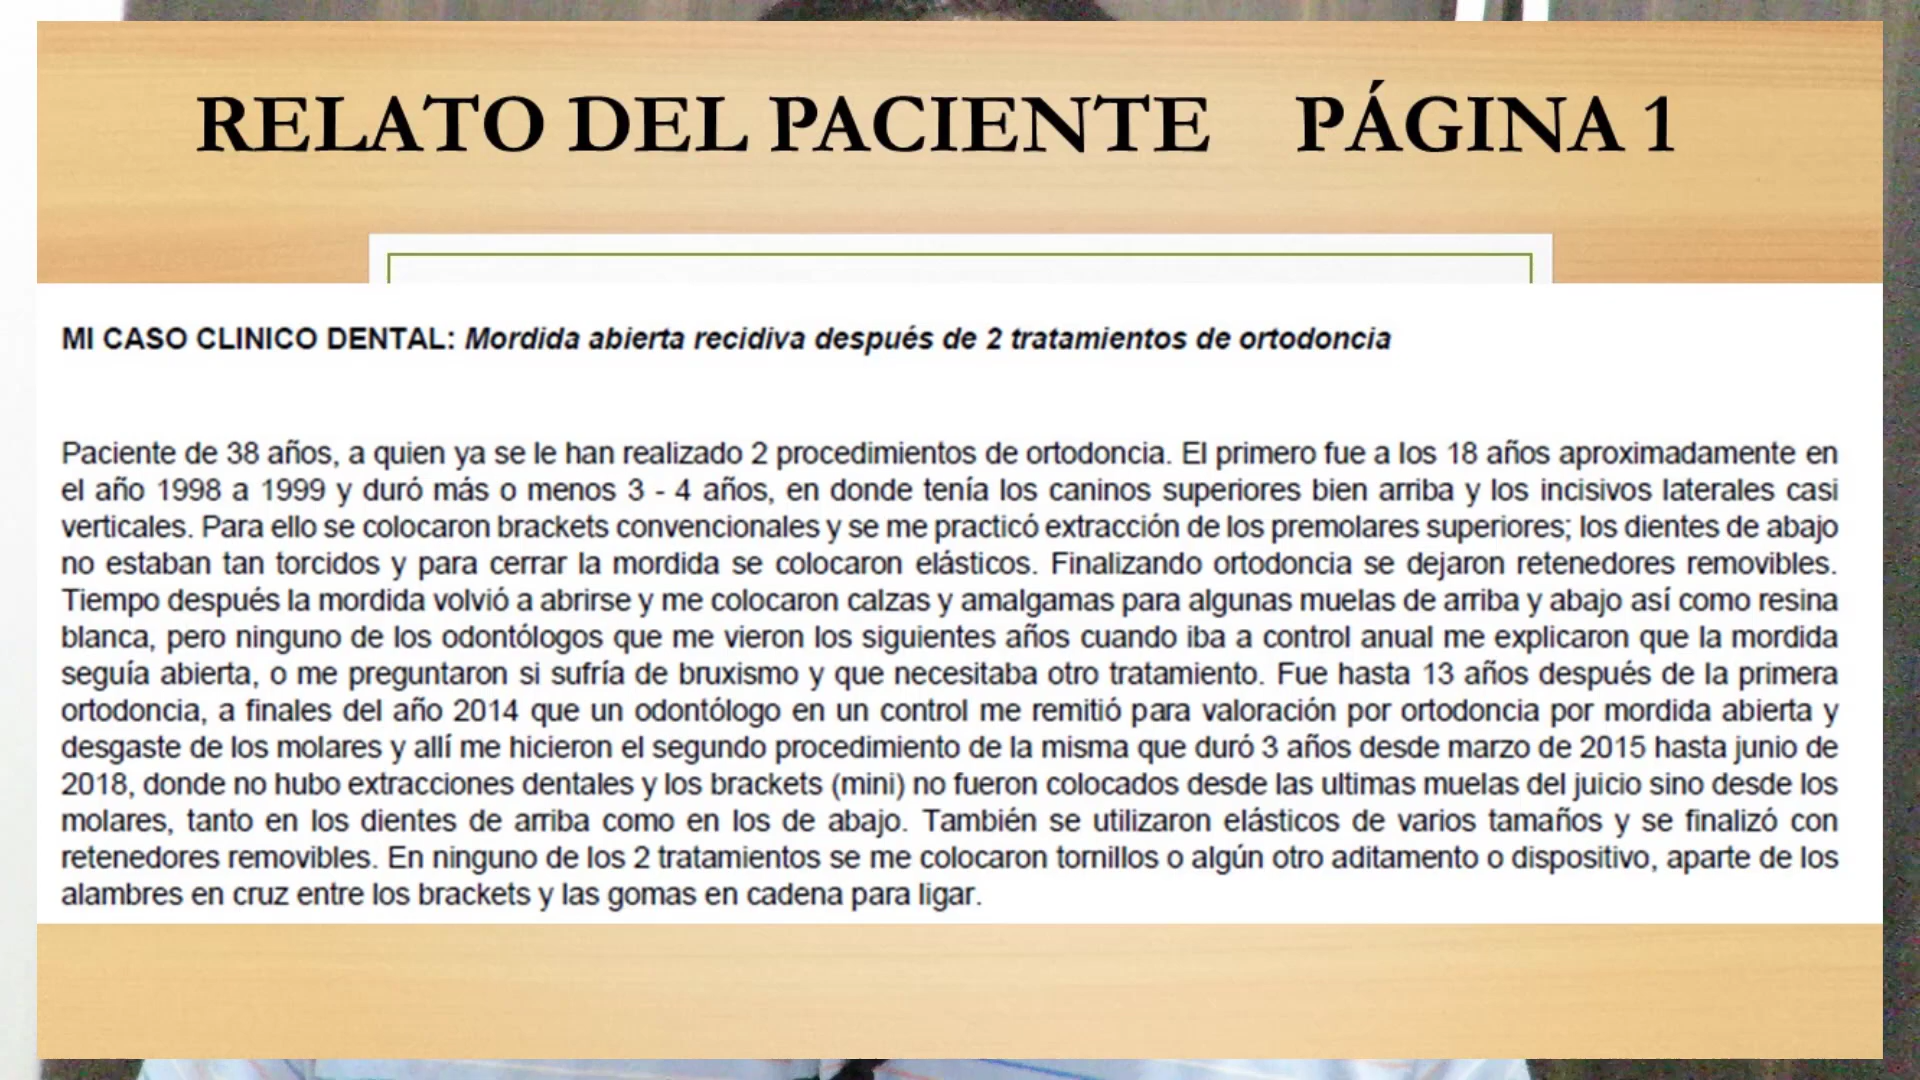 RELATO DEL PACIENTE PÁGINA 1
MI CASO CLINICO DENTAL: Mordida abierta recidiva después de 2 tratamientos de ortodoncia
Paciente de 38 años, a quien ya se le han realizado 2 procedimientos de ortodoncia. El primero fue a los 18 años aproximadamente en
el año 1998 a 1999 y duró más o menos 3 - 4 años, en donde tenía los caninos superiores bien arriba y los incisivos laterales casi
verticales. Para ello se colocaron brackets convencionales y se me practicó extracción de los premolares superiores; los dientes de abajo
no estaban tan torcidos y para cerrar la mordida se colocaron elásticos. Finalizando ortodoncia se dejaron retenedores removibles.
Tiempo después la mordida volvió a abrirse y me colocaron calzas y amalgamas para algunas muelas de arriba y abajo así como resina
blanca, pero ninguno de los odontólogos que me vieron los siguientes años cuando iba a control anual me explicaron que la mordida
seguía abierta, o me preguntaron si sufría de bruxismo y que necesitaba otro tratamiento. Fue hasta 13 años después de la primera
ortodoncia, a finales del año 2014 que un odontólogo en un control me remitió para valoración por ortodoncia por mordida abierta y
desgaste de los molares y allí me hicieron el segundo procedimiento de la misma que duró 3 años desde marzo de 2015 hasta junio de
2018, donde no hubo extracciones dentales y los brackets (mini) no fueron colocados desde las ultimas muelas del juicio sino desde los
molares, tanto en los dientes de arriba como en los de abajo. También se utilizaron elásticos de varios tamaños y se finalizó con
retenedores removibles. En ninguno de los 2 tratamientos se me colocaron tornillos o algún otro aditamento o dispositivo, aparte de los
alambres en cruz entre los brackets y las gomas en cadena para ligar.